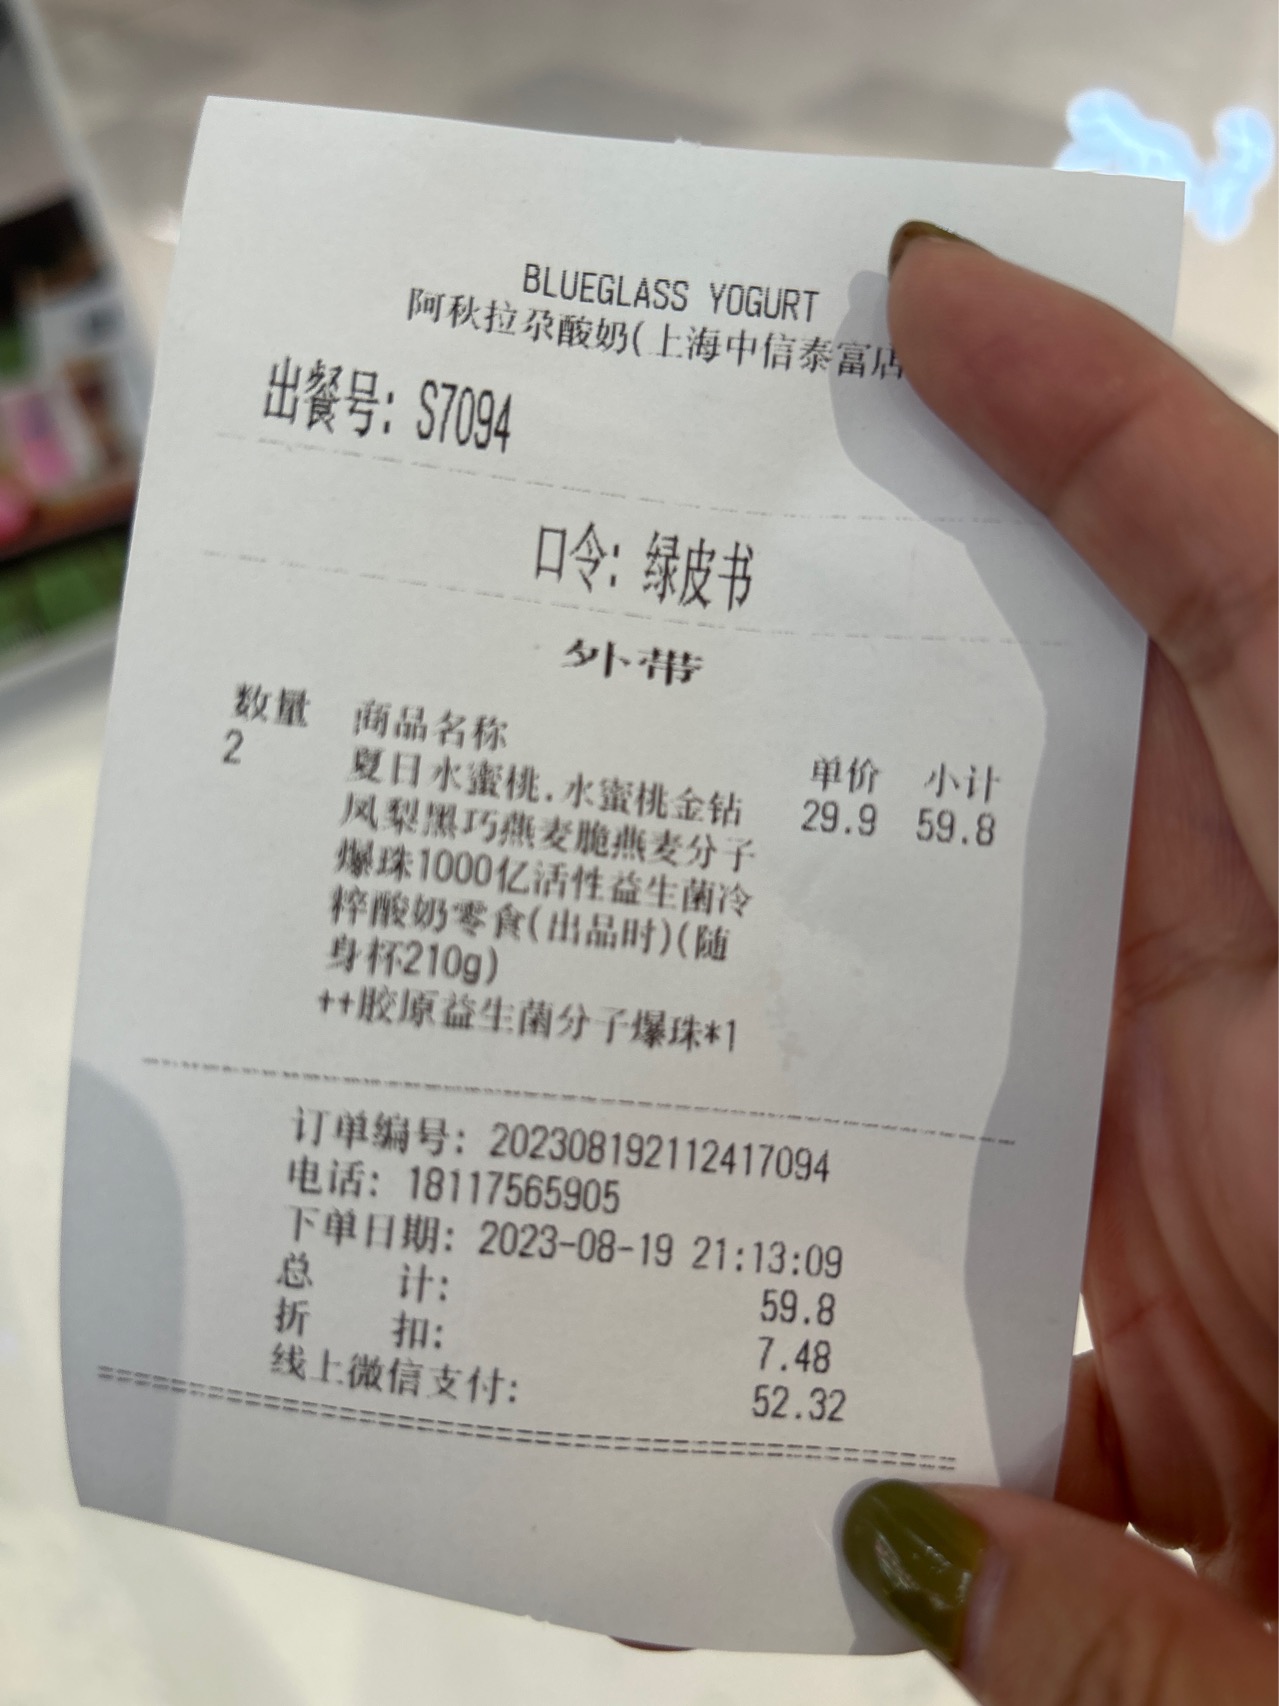 BLUEGLASS YOGURT
阿秋拉尕酸奶(上海中信泰富店
出餐号: S7094
口令: 绿皮书
外带
数量 商品名称 单价 小计
2 夏日水蜜桃.水蜜桃金钻 29.9 59.8
凤梨黑巧燕麦脆燕麦分子
爆珠1000亿活性益生菌冷
粹酸奶零食(出品时)(随
身杯210g)
++胶原益生菌分子爆珠*1
订单编号: 202308192112417094
电话: 18117565905
下单日期: 2023-08-19 21:13:09
总 计: 59.8
折 扣: 7.48
线上微信支付: 52.32